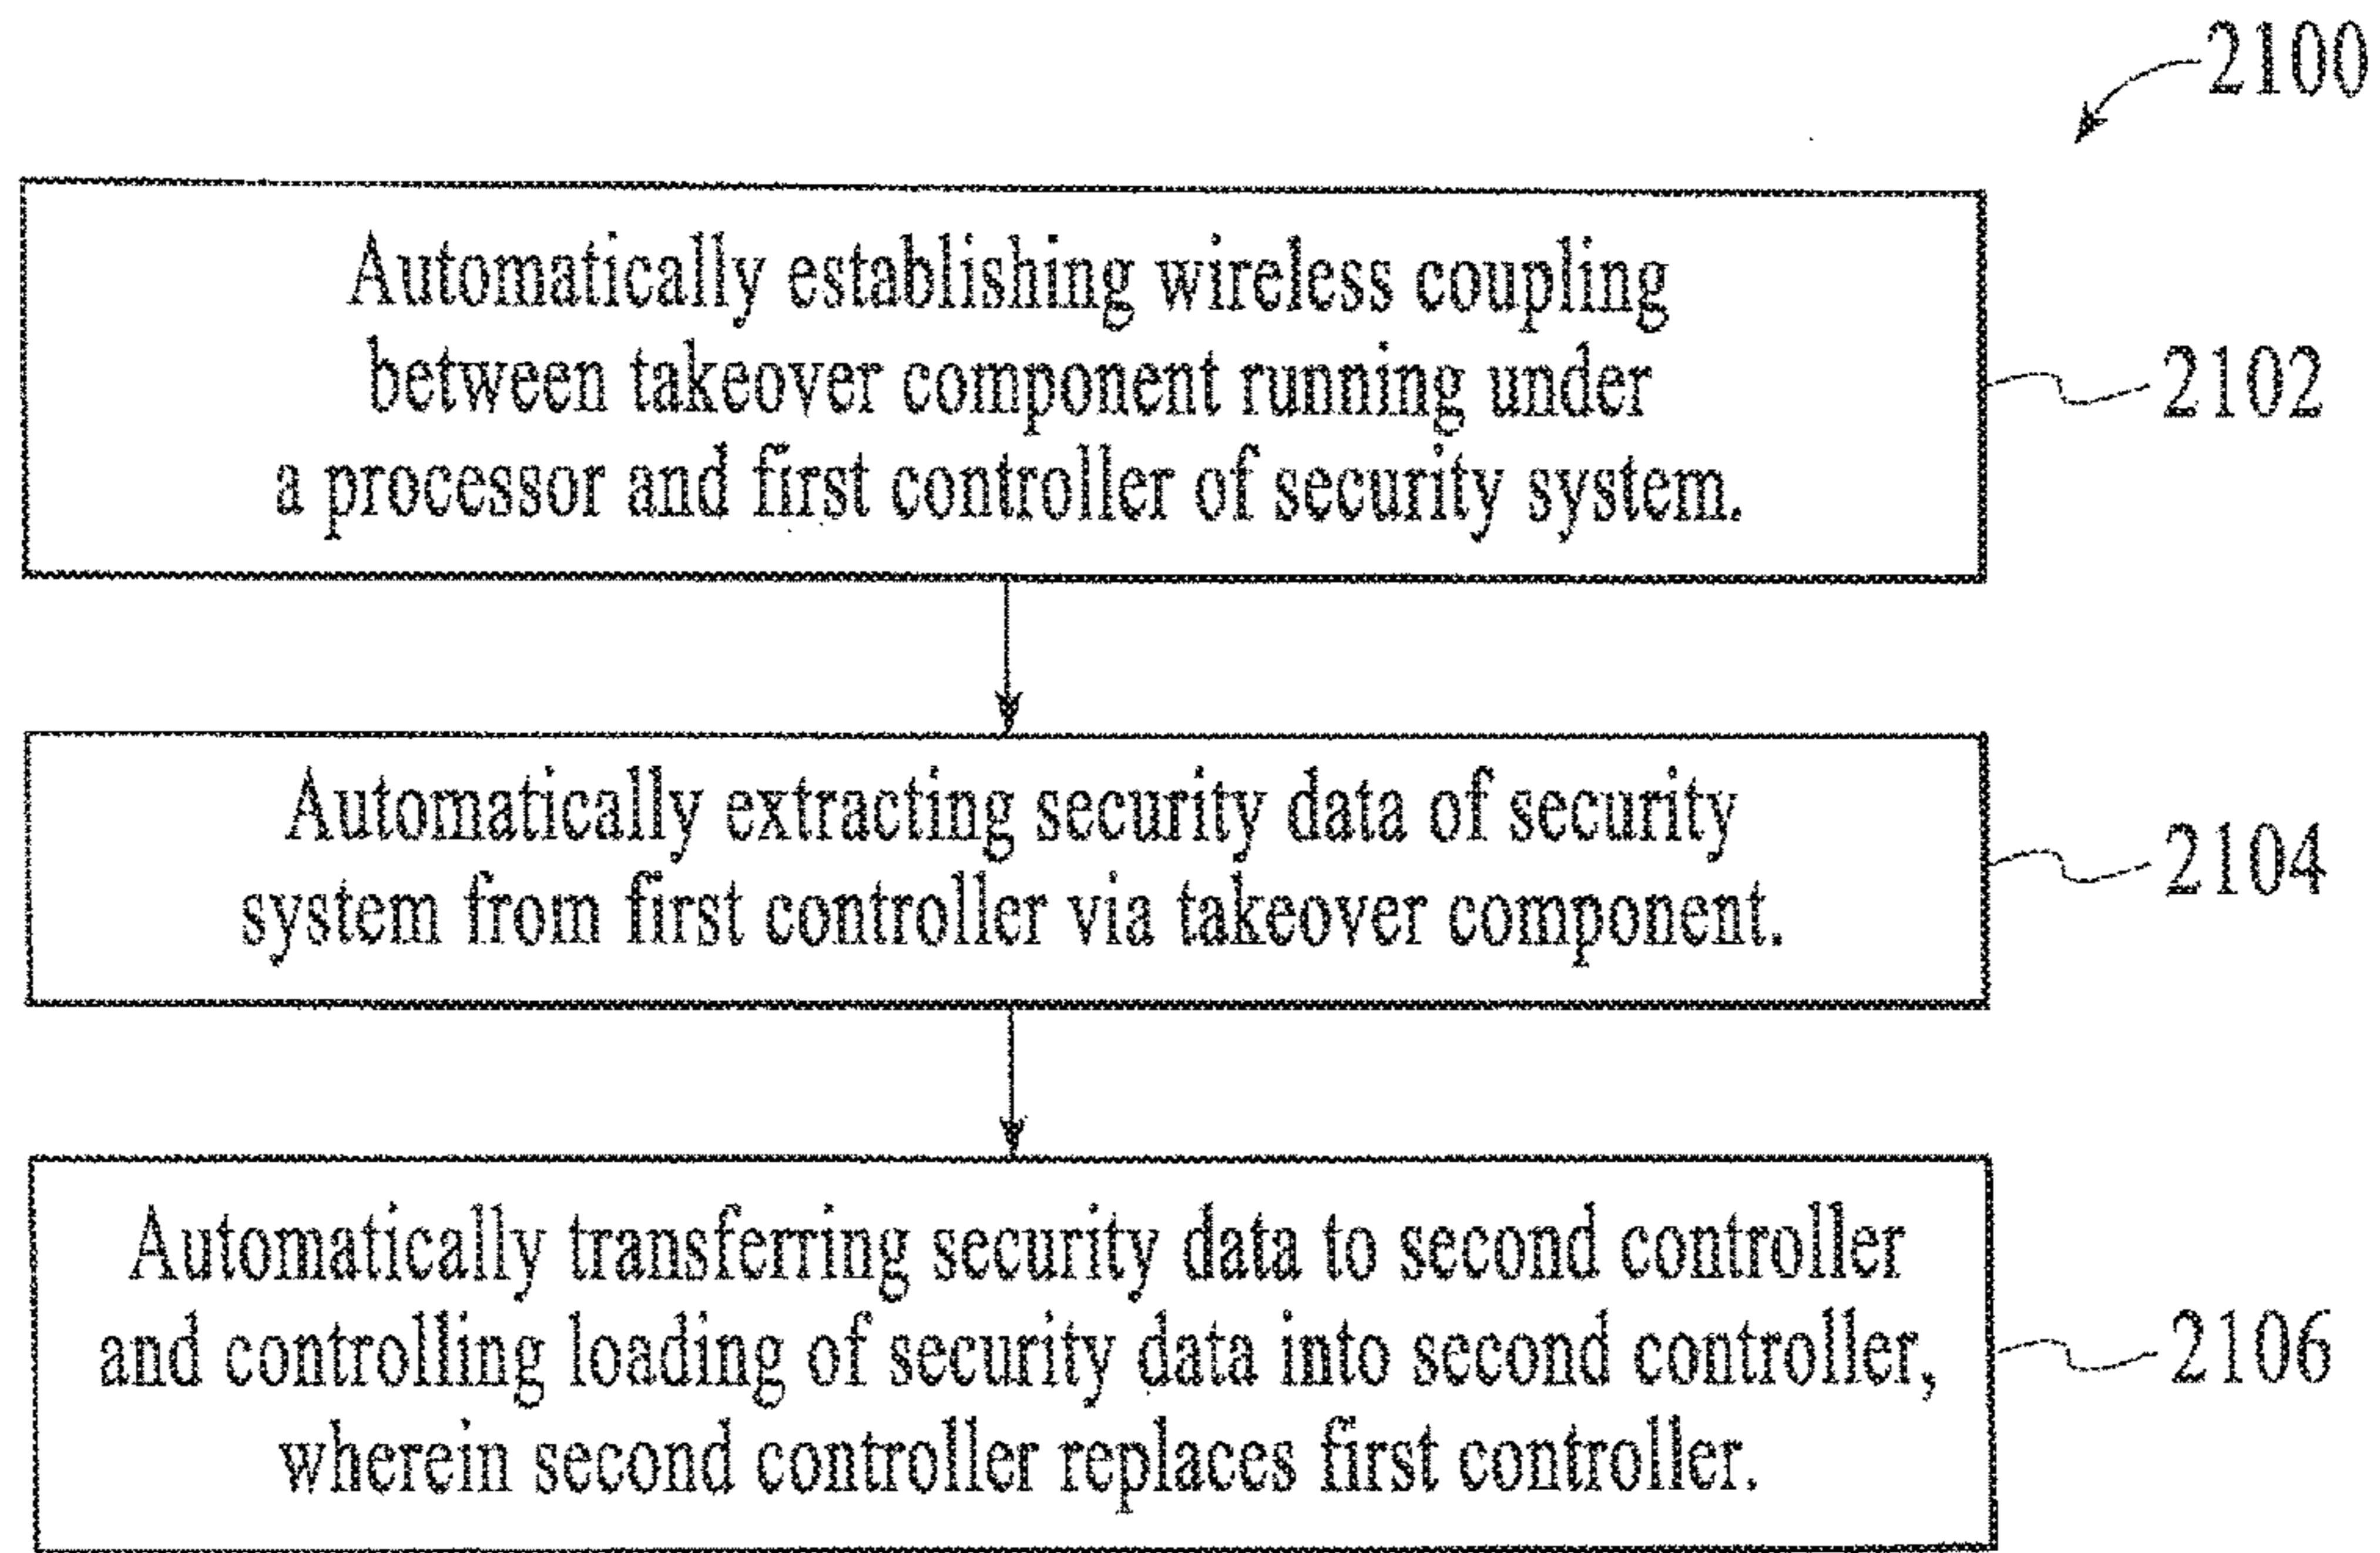 2100
Automatically establishing wireless coupling
between takeover component running under
a processor and first controller of security system.
2102
Automatically extracting security data of security
system from first controller via takeover component.
2104
Automatically transferring security data to second controller
and controlling loading of security data into second controller,
wherein second controller replaces first controller.
2106